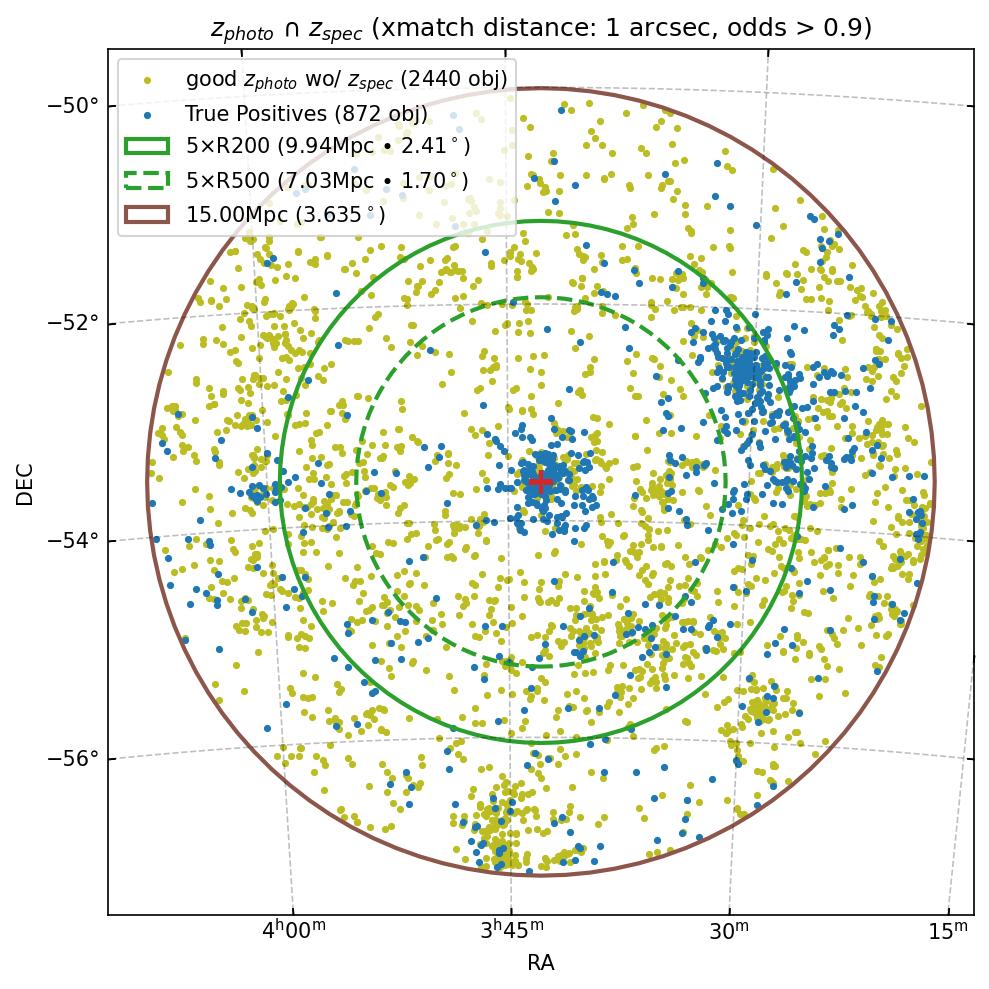 z_photo ∩ z_spec (xmatch distance: 1 arcsec, odds > 0.9)
good z_photo wo/ z_spec (2440 obj)
True Positives (872 obj)
5×R200 (9.94Mpc • 2.41°)
5×R500 (7.03Mpc • 1.70°)
15.00Mpc (3.635°)
−50°
−52°
−54°
−56°
DEC
4ʰ00ᵐ 3ʰ45ᵐ 30ᵐ 15ᵐ
RA